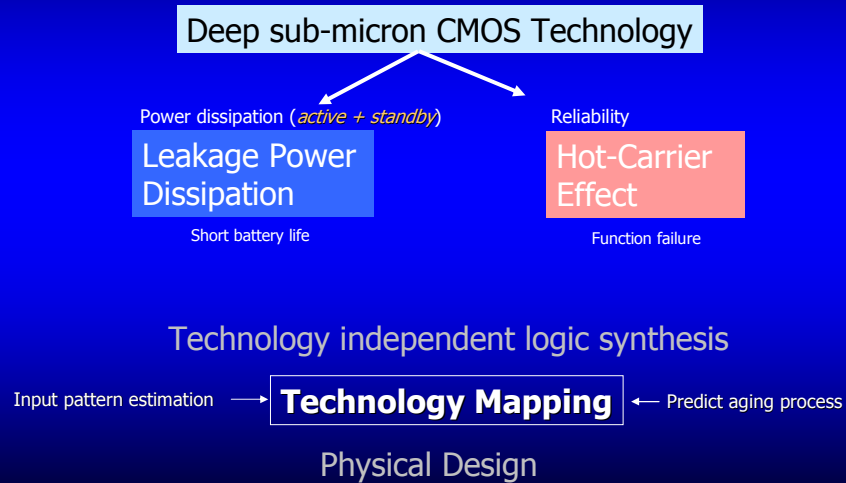 Deep sub-micron CMOS Technology
Power dissipation (active + standby)
Reliability
Leakage Power
Dissipation
Hot-Carrier
Effect
Short battery life
Function failure
Technology independent logic synthesis
Input pattern estimation
Technology Mapping
Predict aging process
Physical Design